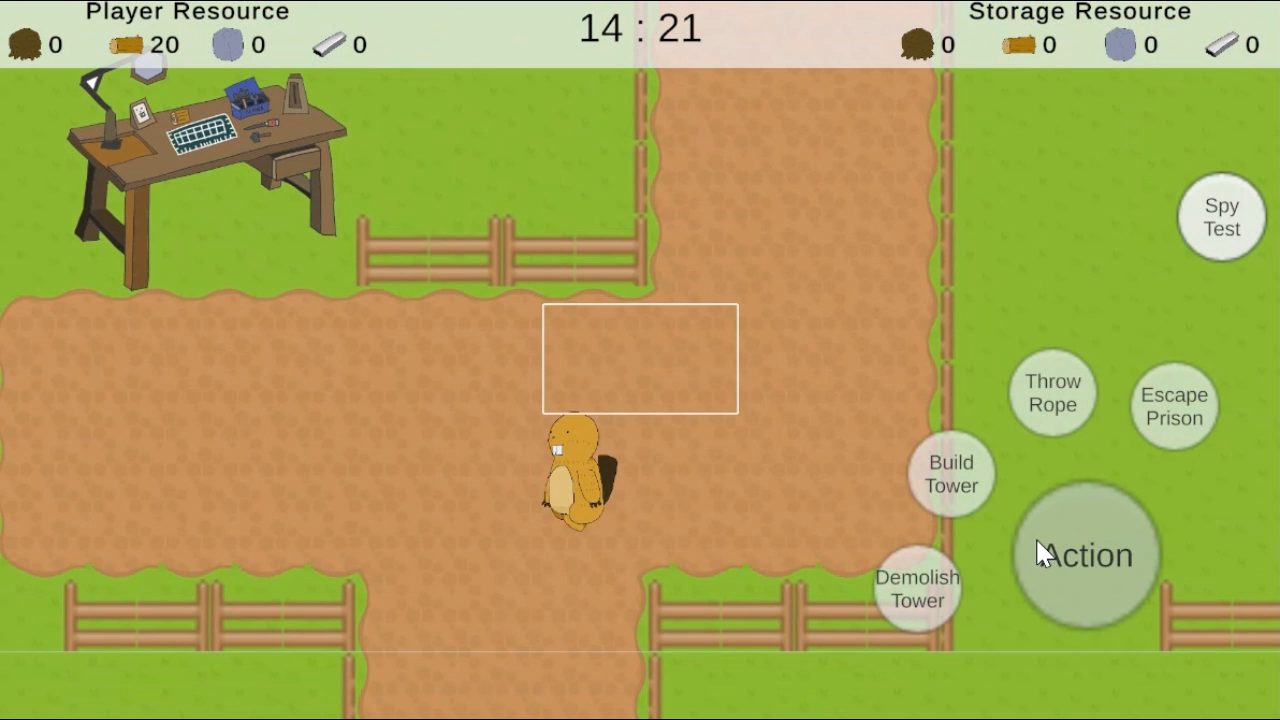 Player Resource
14 : 21
Storage Resource
0
20
0
0
0
0
0
0
Spy
Test
Throw
Rope
Escape
Prison
Build
Tower
Action
Demolish
Tower